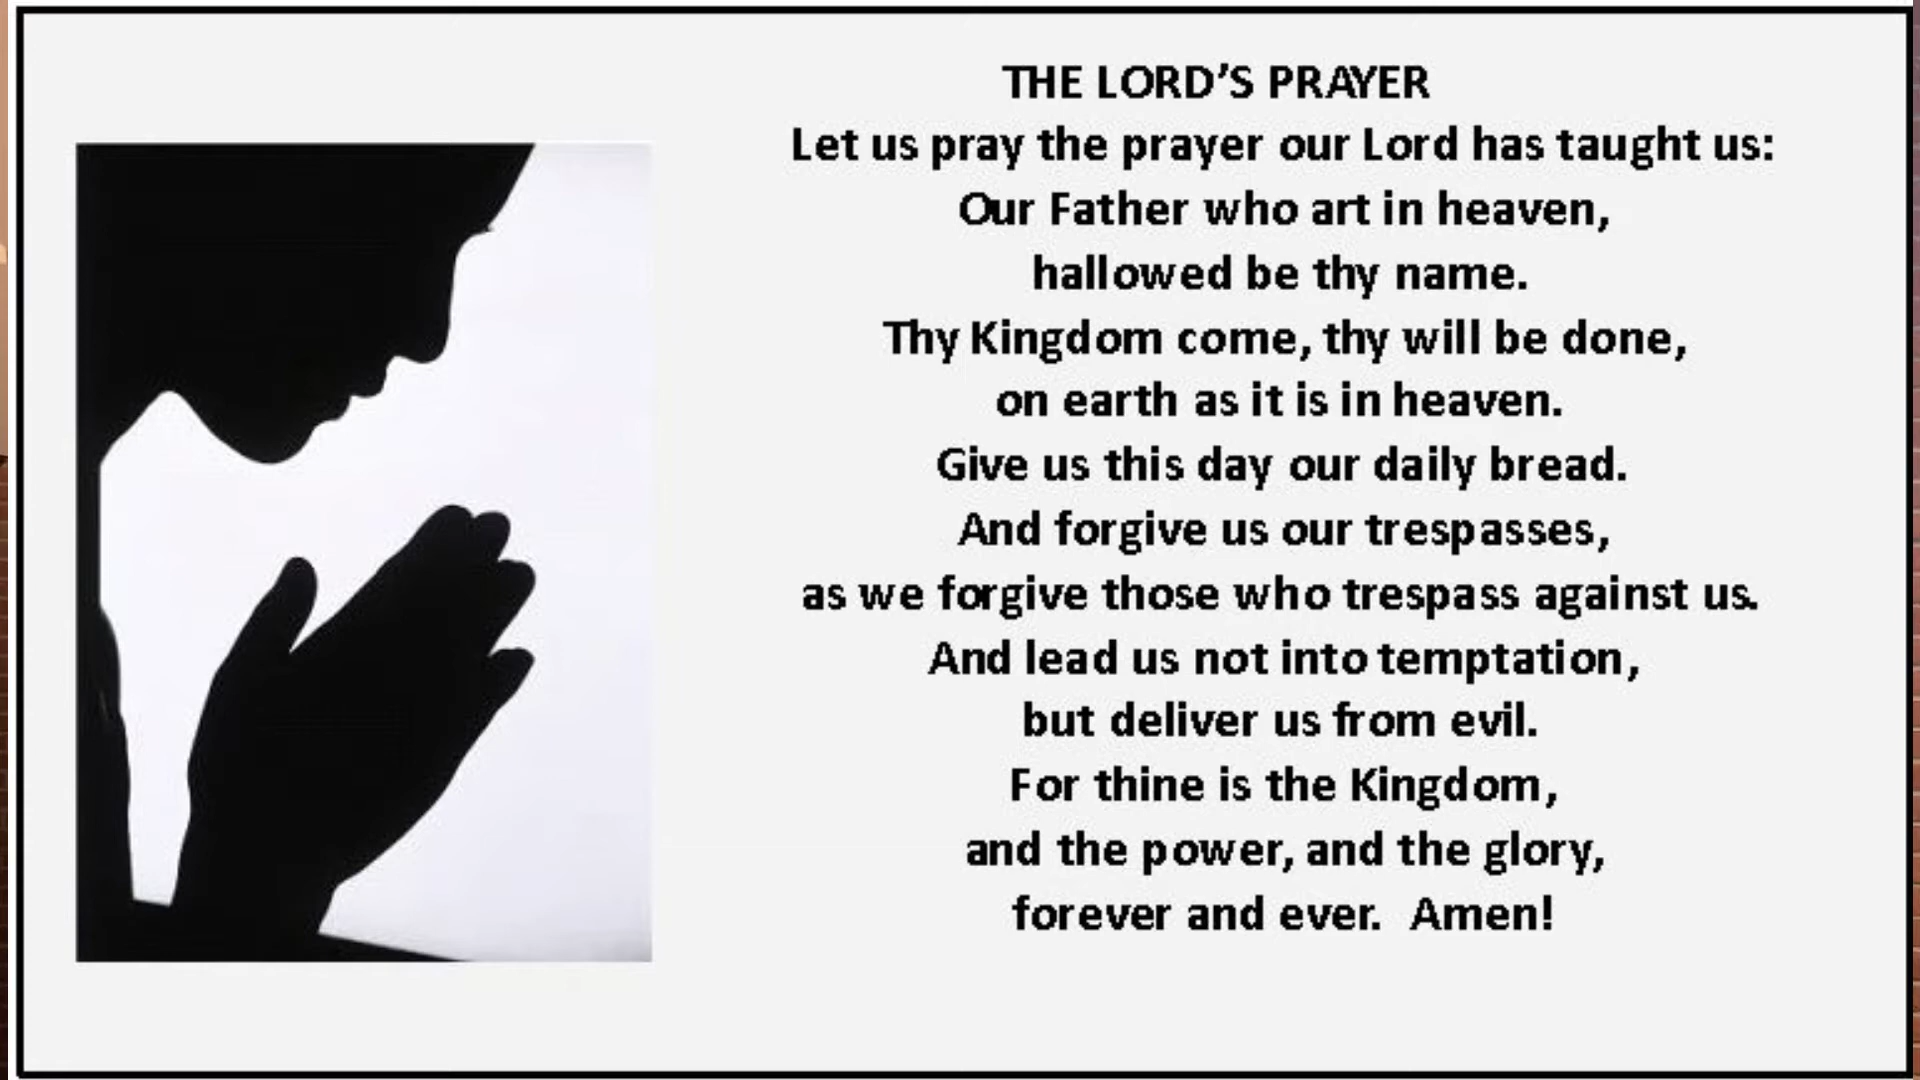 THE LORD’S PRAYER
Let us pray the prayer our Lord has taught us:
Our Father who art in heaven,
hallowed be thy name.
Thy Kingdom come, thy will be done,
on earth as it is in heaven.
Give us this day our daily bread.
And forgive us our trespasses,
as we forgive those who trespass against us.
And lead us not into temptation,
but deliver us from evil.
For thine is the Kingdom,
and the power, and the glory,
forever and ever.  Amen!